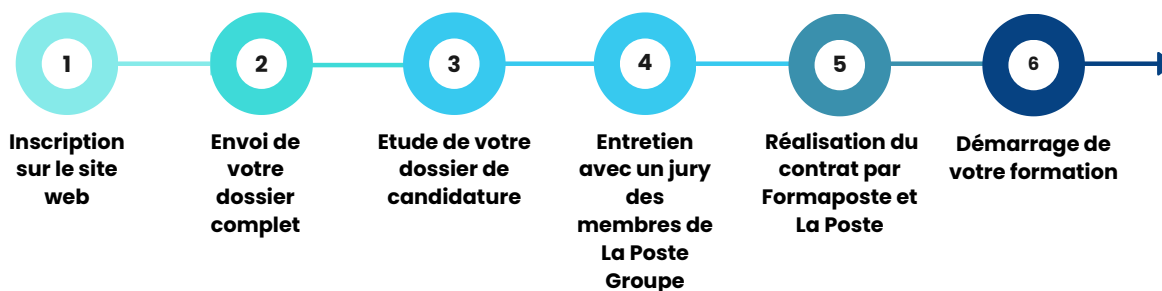 1
Inscription
sur le site
web
2
Envoi de
votre
dossier
complet
3
Etude de votre
dossier de
candidature
4
Entretien
avec un jury
des
membres de
La Poste
Groupe
5
Réalisation du
contrat par
Formaposte et
La Poste
6
Démarrage de
votre formation